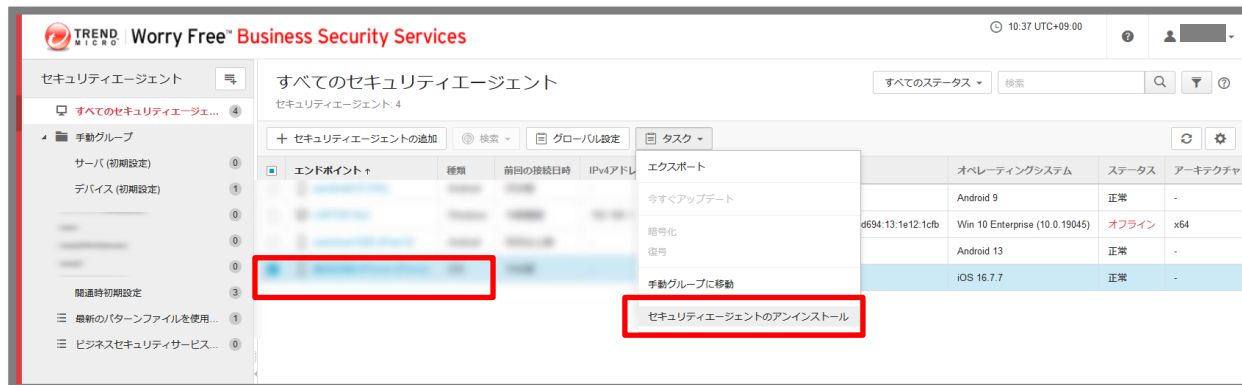 TREND MICRO Worry Free™ Business Security Services
10:37 UTC+09:00
セキュリティエージェント
すべてのセキュリティエージェ... 4
手動グループ
サーバ (初期設定) 0
デバイス (初期設定) 1
0
0
0
開通時初期設定 3
最新のパターンファイルを使用... 1
ビジネスセキュリティサービス... 0
すべてのセキュリティエージェント
セキュリティエージェント: 4
すべてのステータス
検索
セキュリティエージェントの追加 検索 グローバル設定 タスク
エンドポイント↑ 種類 前回の接続日時 IPv4アドレ オペレーティングシステム ステータス アーキテクチャ
Android 9 正常 -
d694:13:1e12:1cfb Win 10 Enterprise (10.0.19045) オフライン x64
Android 13 正常 -
iOS 16.7.7 正常 -
エクスポート
今すぐアップデート
暗号化
復号
手動グループに移動
セキュリティエージェントのアンインストール